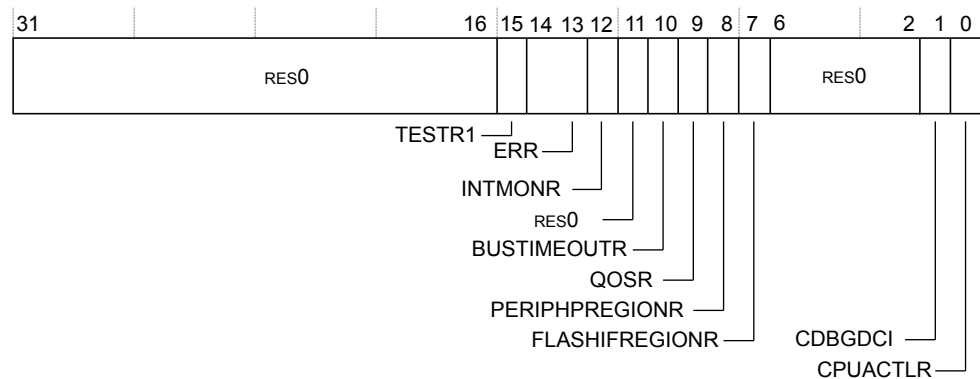 31 16 15 14 13 12 11 10 9 8 7 6 2 1 0
RES0 RES0
TESTR1
ERR
INTMONR
RES0
BUSTIMEOUTR
QOSR
PERIPHPREGIONR
FLASHIFREGIONR CDBGDCI
CPUACTLR